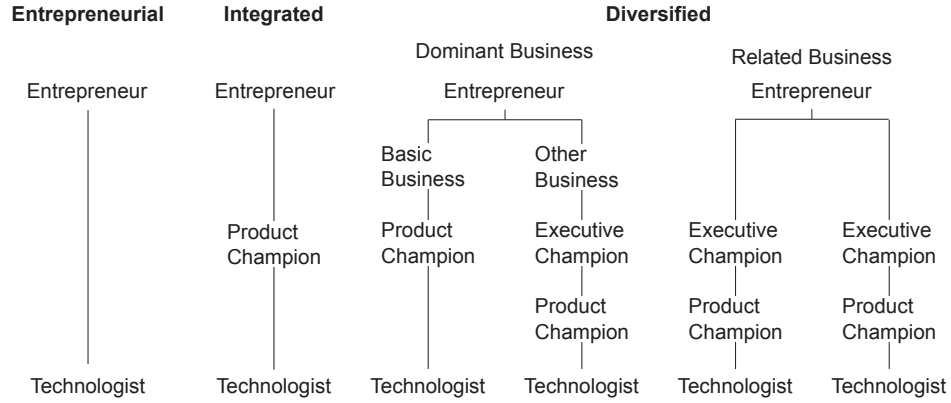 Entrepreneurial Integrated Diversified
Dominant Business Related Business
Entrepreneur Entrepreneur Entrepreneur Entrepreneur
Basic Other
Business Business
Product Product Executive Executive Executive
Champion Champion Champion Champion Champion
Product Product Product
Champion Champion Champion
Technologist Technologist Technologist Technologist Technologist Technologist